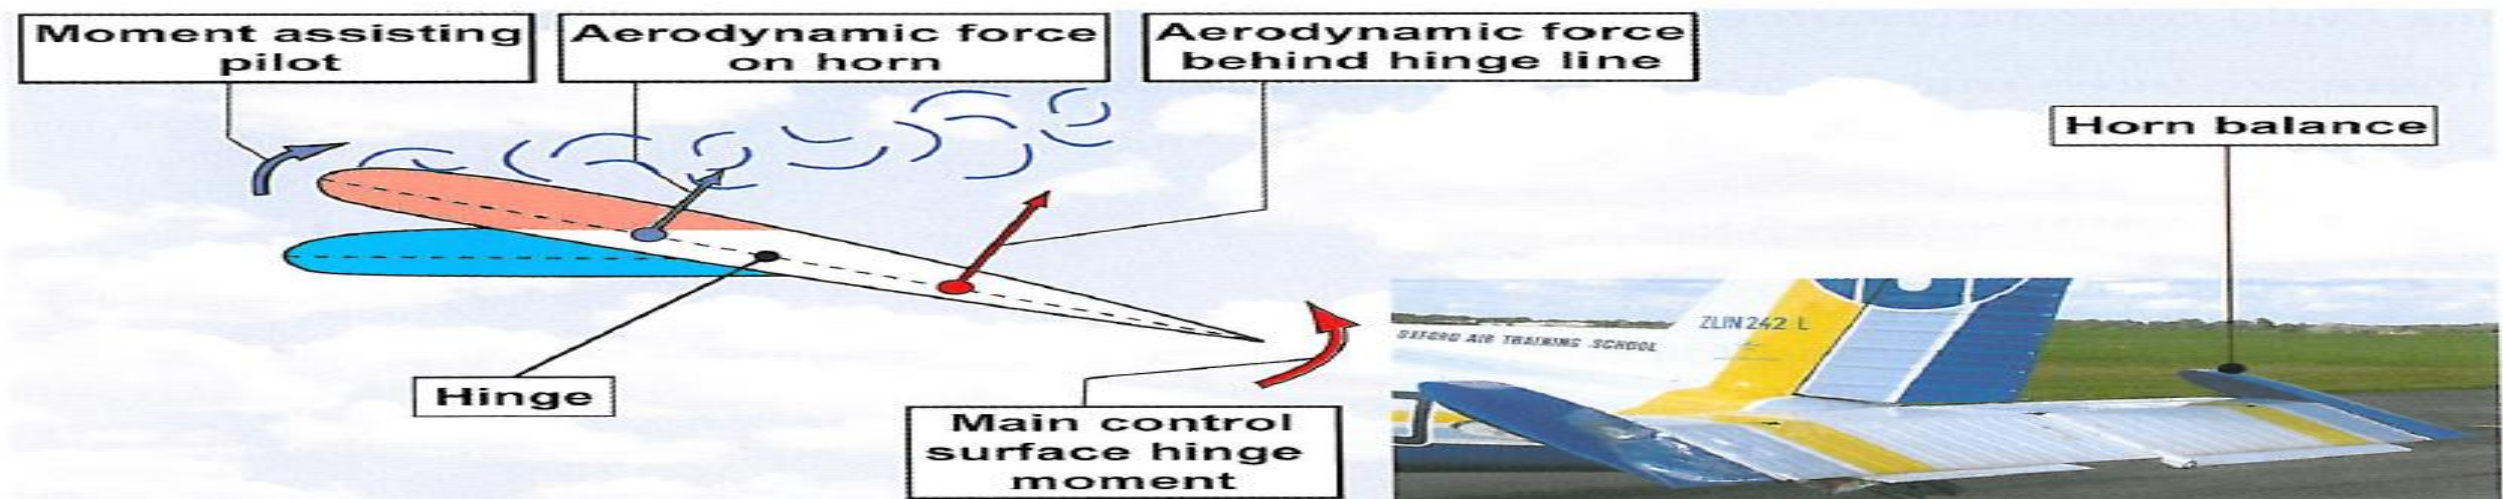 Moment assisting
pilot
Aerodynamic force
on horn
Aerodynamic force
behind hinge line
Horn balance
Hinge
Main control
surface hinge
moment
ZLIN 242 L
OXFORD AIR TRAINING SCHOOL